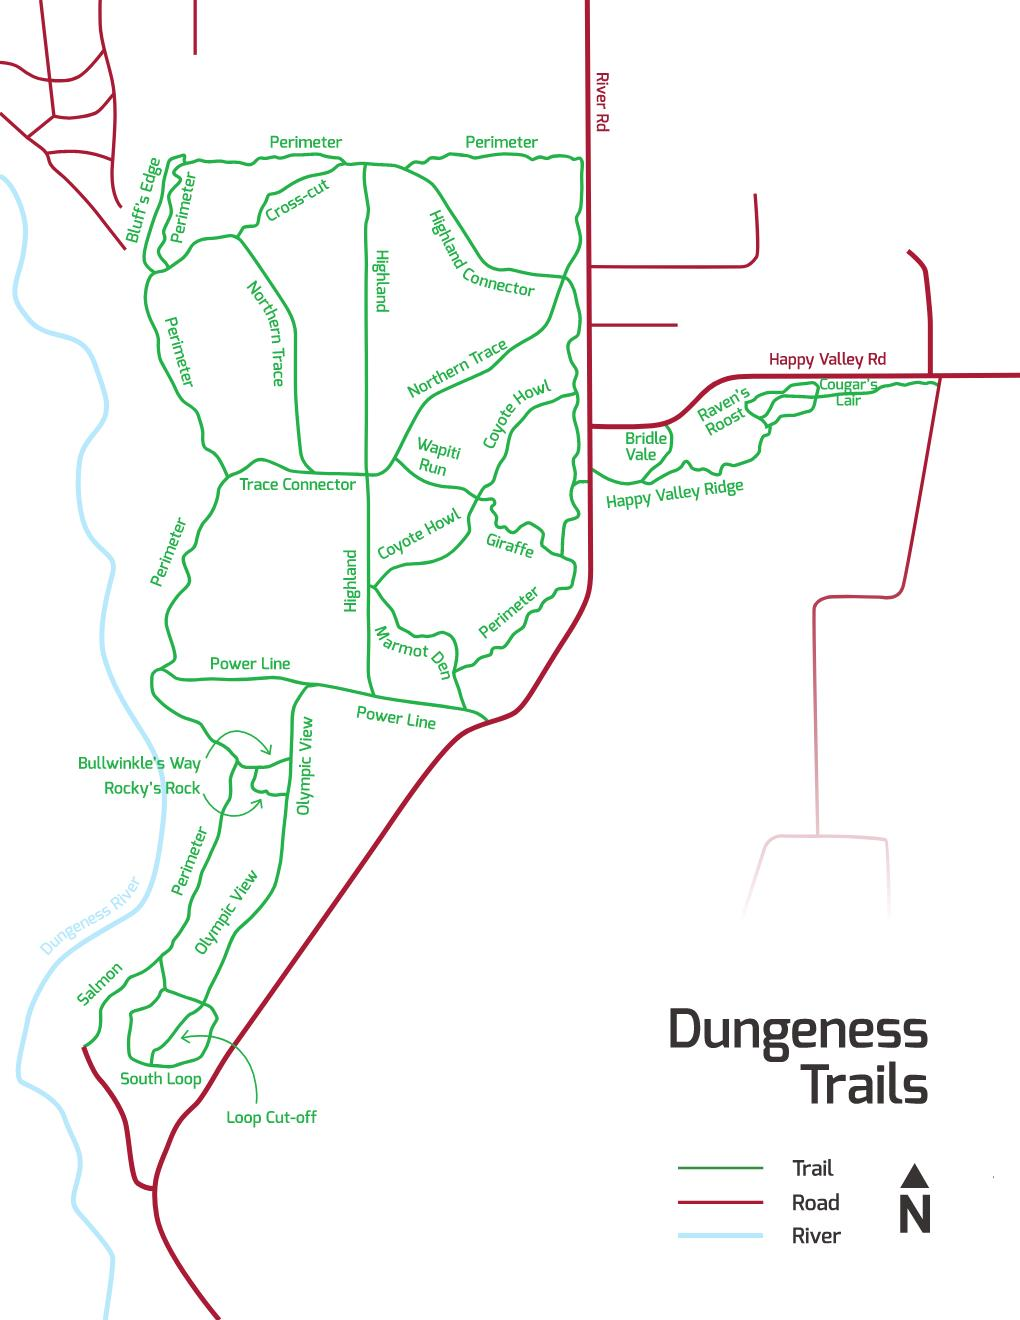 River Rd
Perimeter
Perimeter
Bluff's Edge
Perimeter
Cross-cut
Highland
Connector
Highland
Northern Trace
Perimeter
Northern Trace
Happy Valley Rd
Cougar's
Lair
Raven's
Roost
Coyote Howl
Bridle
Vale
Wapiti
Run
Trace Connector
Happy Valley Ridge
Coyote Howl
Giraffe
Perimeter
Highland
Perimeter
Marmot Den
Power Line
Power Line
Bullwinkle's Way
Rocky's Rock
Olympic View
Perimeter
Olympic View
Dungeness River
Salmon
South Loop
Loop Cut-off
Dungeness
Trails
Trail
Road
River
N